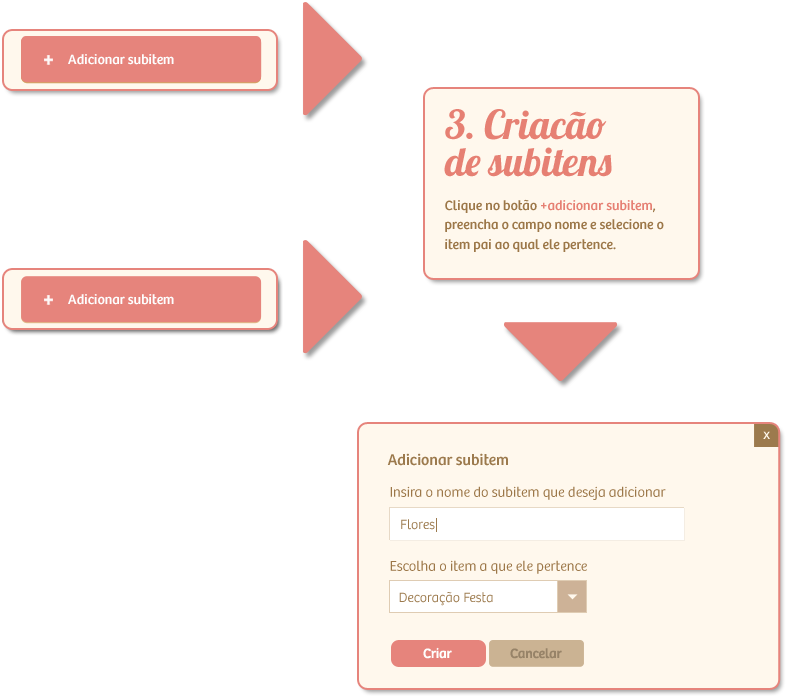 + Adicionar subitem
3. Criacão
de subitens
Clique no botão +adicionar subitem,
preencha o campo nome e selecione o
item pai ao qual ele pertence.
+ Adicionar subitem
x
Adicionar subitem
Insira o nome do subitem que deseja adicionar
Flores
Escolha o item a que ele pertence
Decoração Festa
Criar
Cancelar